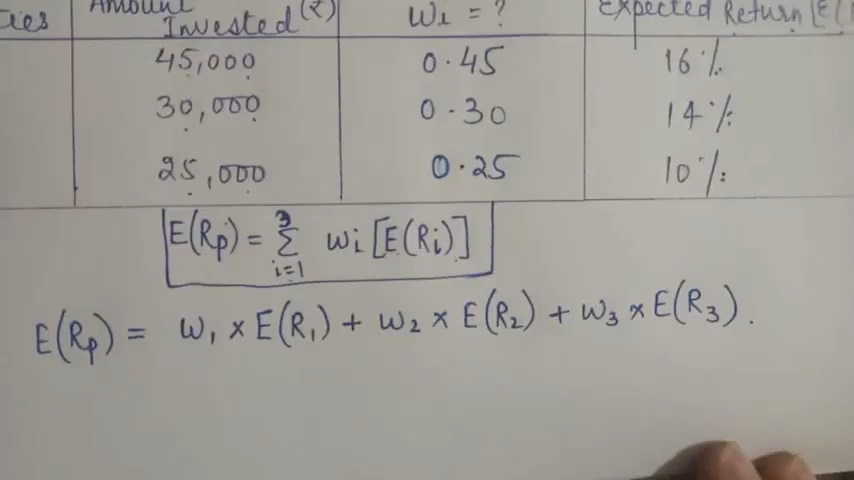 Amount Invested (₹) Wi = ? Expected Return [E(
45,000 0.45 16%
30,000 0.30 14%
25,000 0.25 10%
E(Rp) = 3 Σ i=1 wi [E(Ri)]
E(Rp) = W1 × E(R1) + W2 × E(R2) + W3 × E(R3).